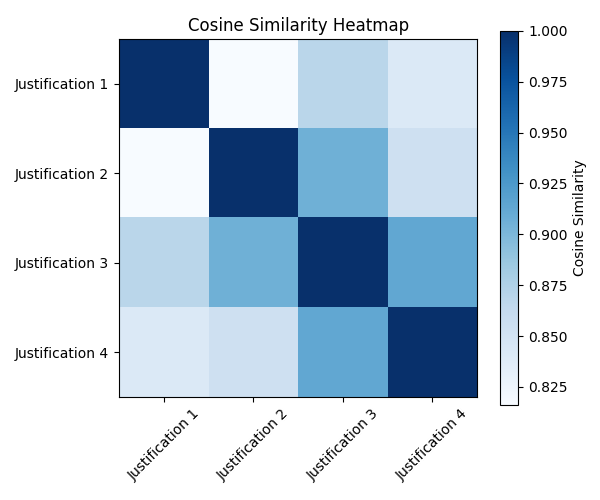 Cosine Similarity Heatmap
Justification 1
Justification 2
Justification 3
Justification 4
Justification 1
Justification 2
Justification 3
Justification 4
1.000
0.975
0.950
0.925
0.900
0.875
0.850
0.825
Cosine Similarity